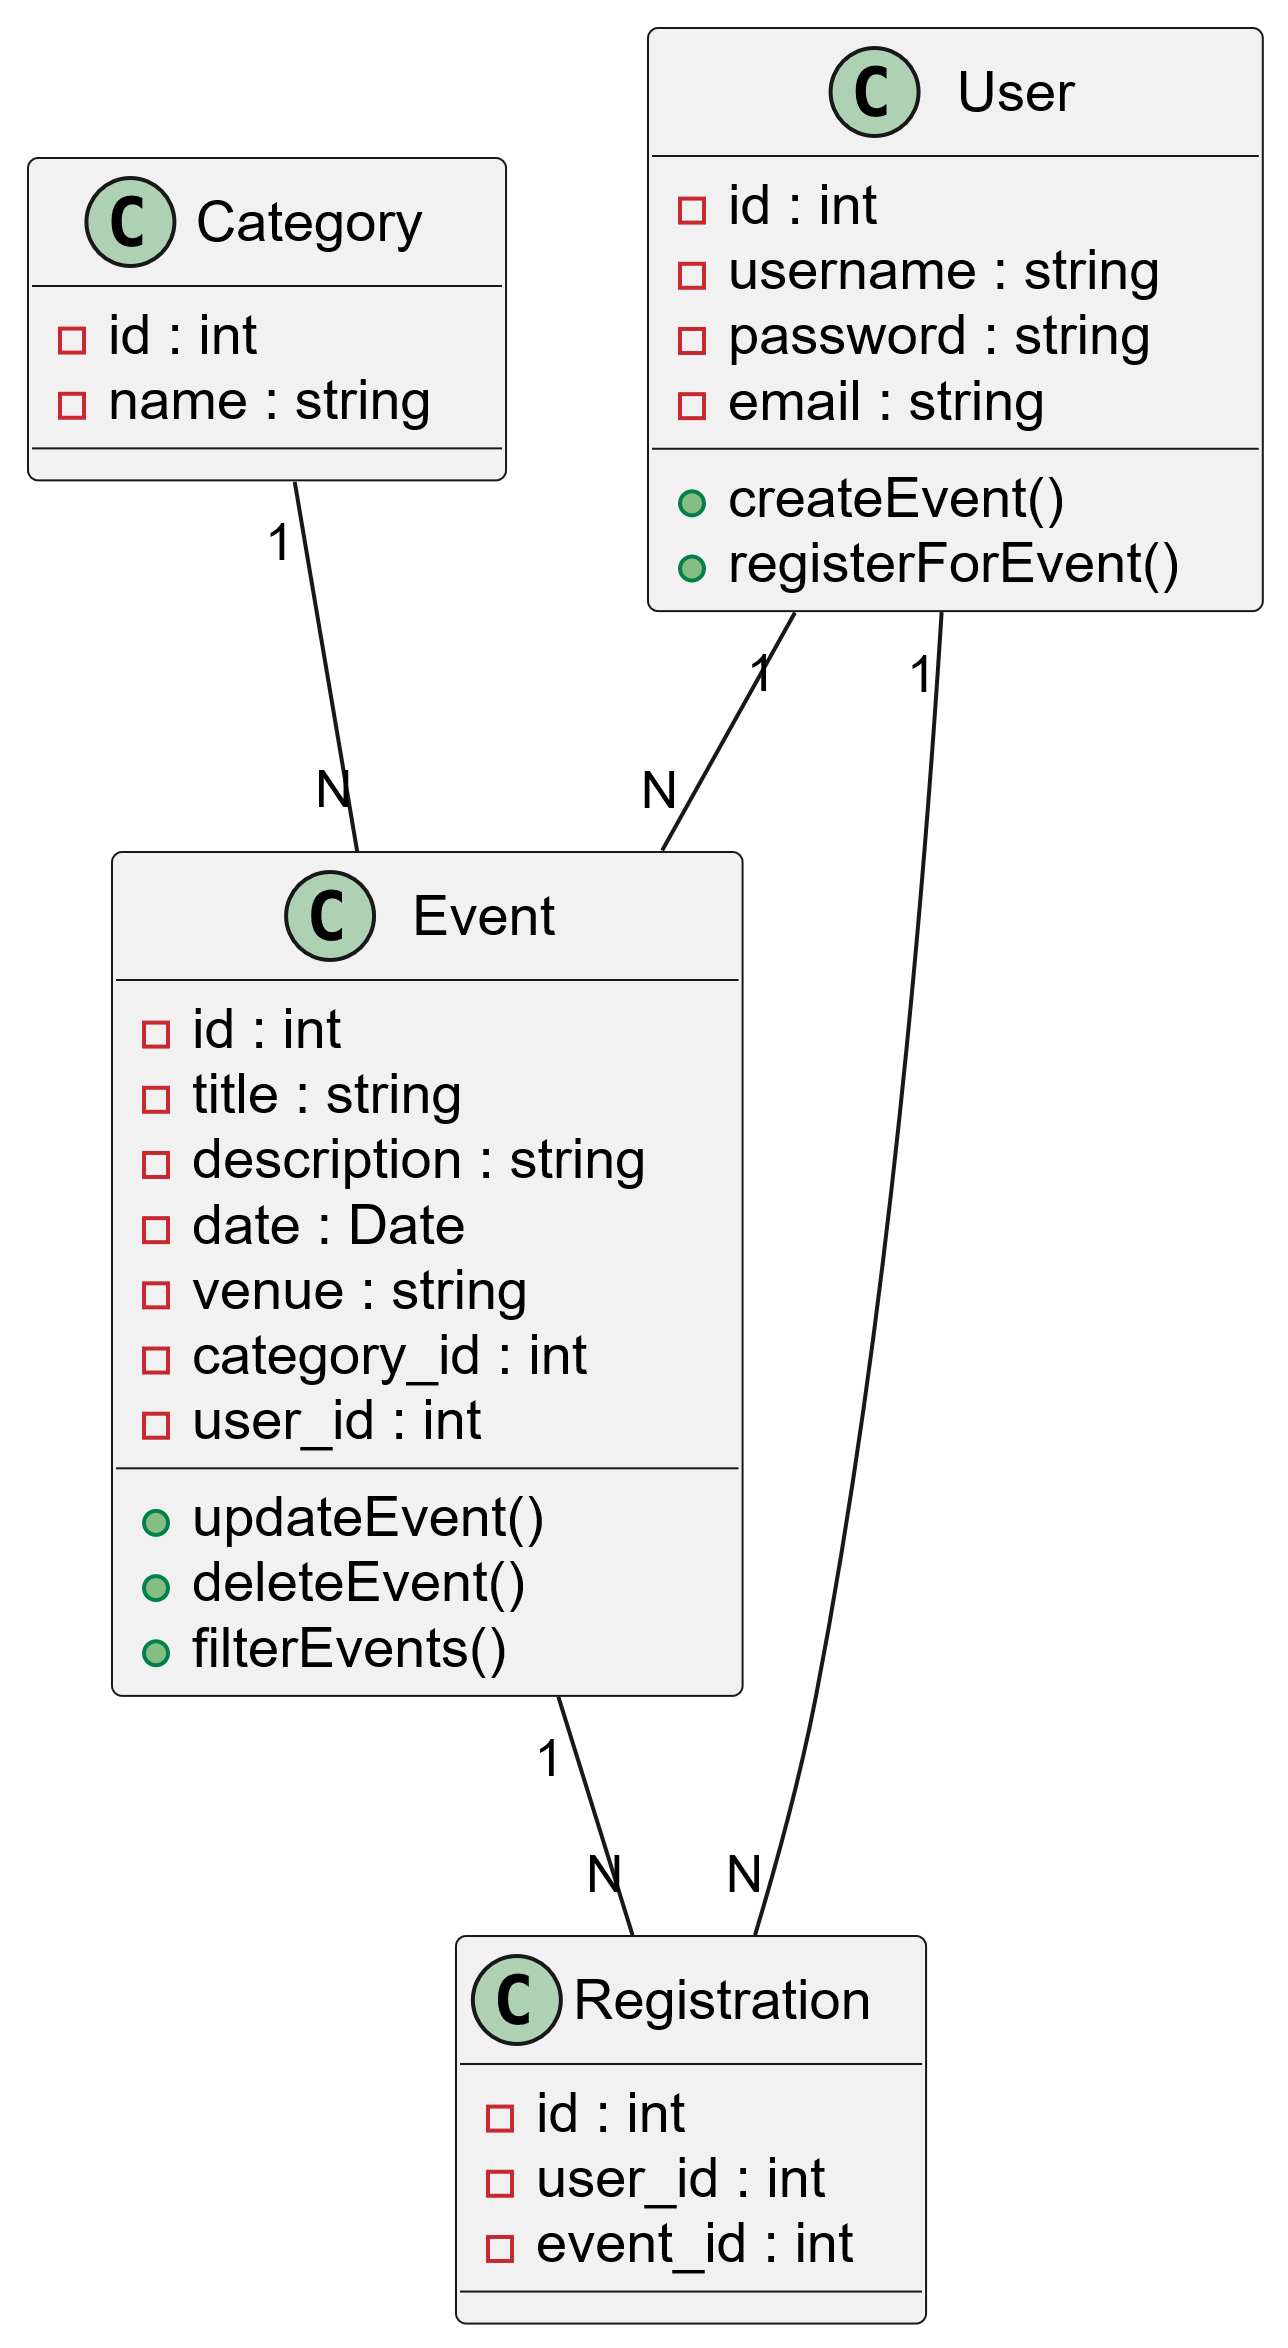 C User
id : int
username : string
password : string
email : string
createEvent()
registerForEvent()
C Category
id : int
name : string
1
1
1
N
N
C Event
id : int
title : string
description : string
date : Date
venue : string
category_id : int
user_id : int
updateEvent()
deleteEvent()
filterEvents()
1
N
N
C Registration
id : int
user_id : int
event_id : int